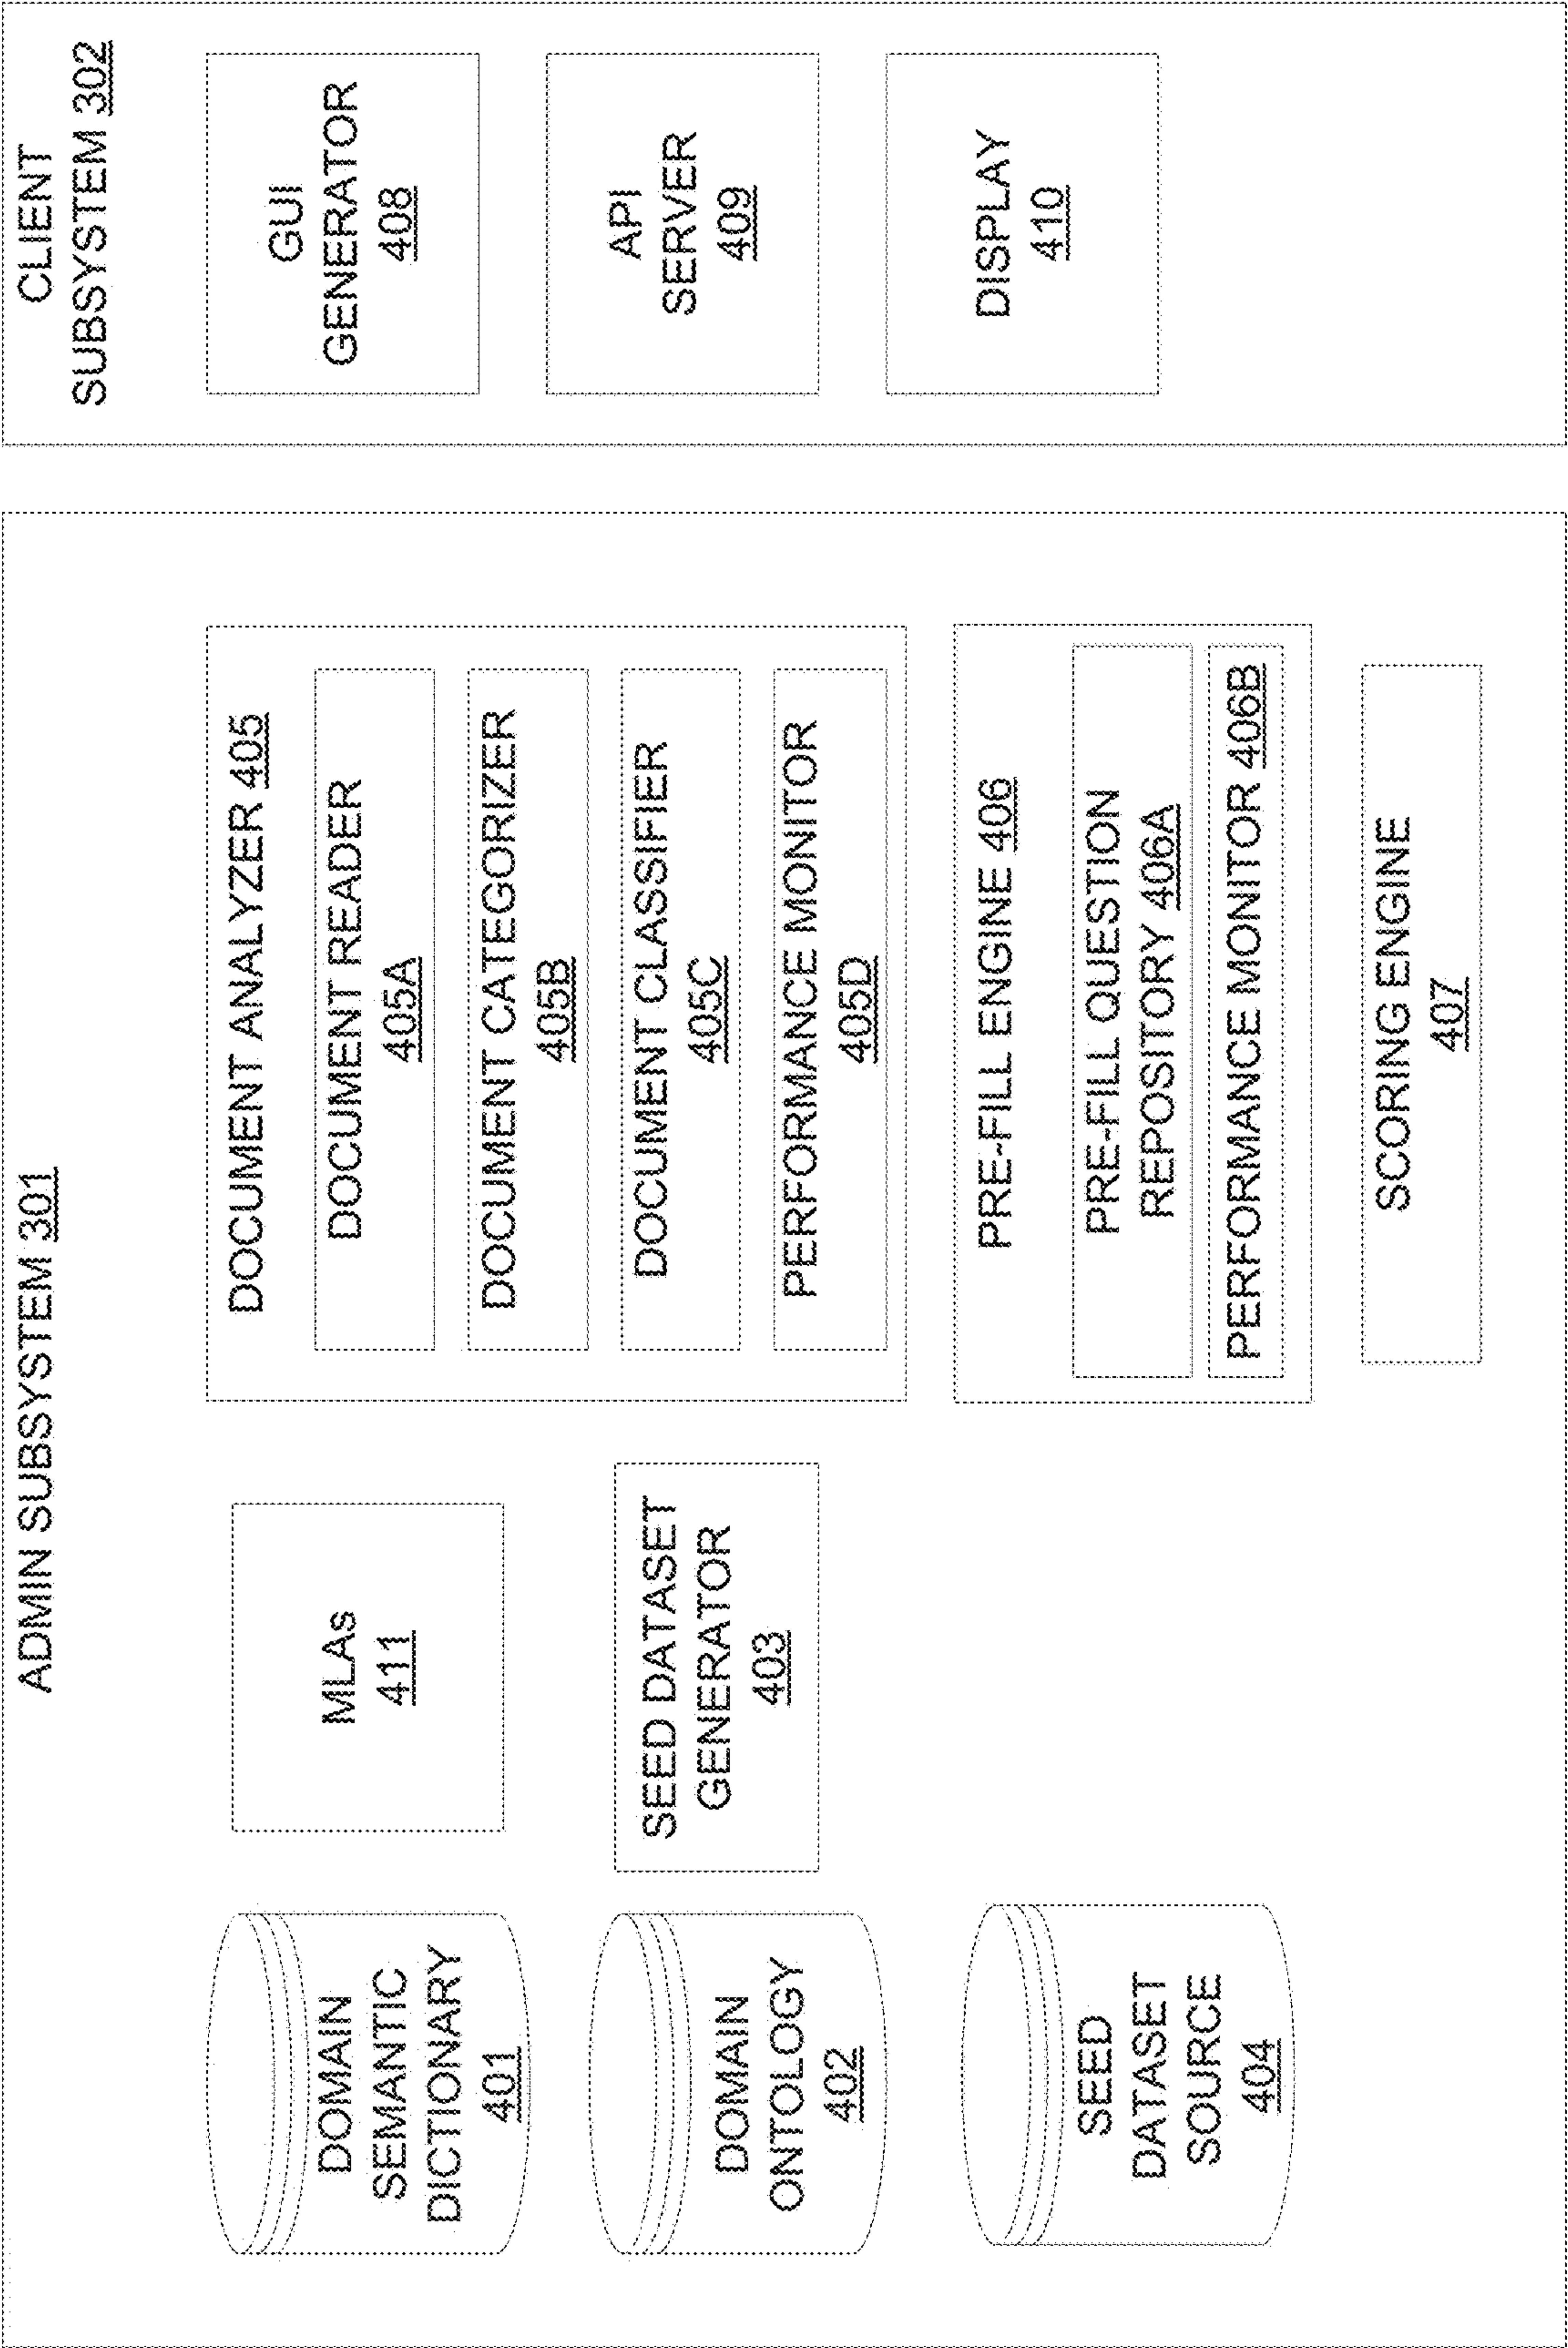 ADMIN SUBSYSTEM 301
DOMAIN
SEMANTIC
DICTIONARY
401
DOMAIN
ONTOLOGY
402
SEED
DATASET
SOURCE
404
MLAs
411
SEED DATASET
GENERATOR
403
DOCUMENT ANALYZER 405
DOCUMENT READER
405A
DOCUMENT CATEGORIZER
405B
DOCUMENT CLASSIFIER
405C
PERFORMANCE MONITOR
405D
PRE-FILL ENGINE 406
PRE-FILL QUESTION
REPOSITORY 406A
PERFORMANCE MONITOR 406B
SCORING ENGINE
407
CLIENT
SUBSYSTEM 302
GUI
GENERATOR
408
API
SERVER
409
DISPLAY
410